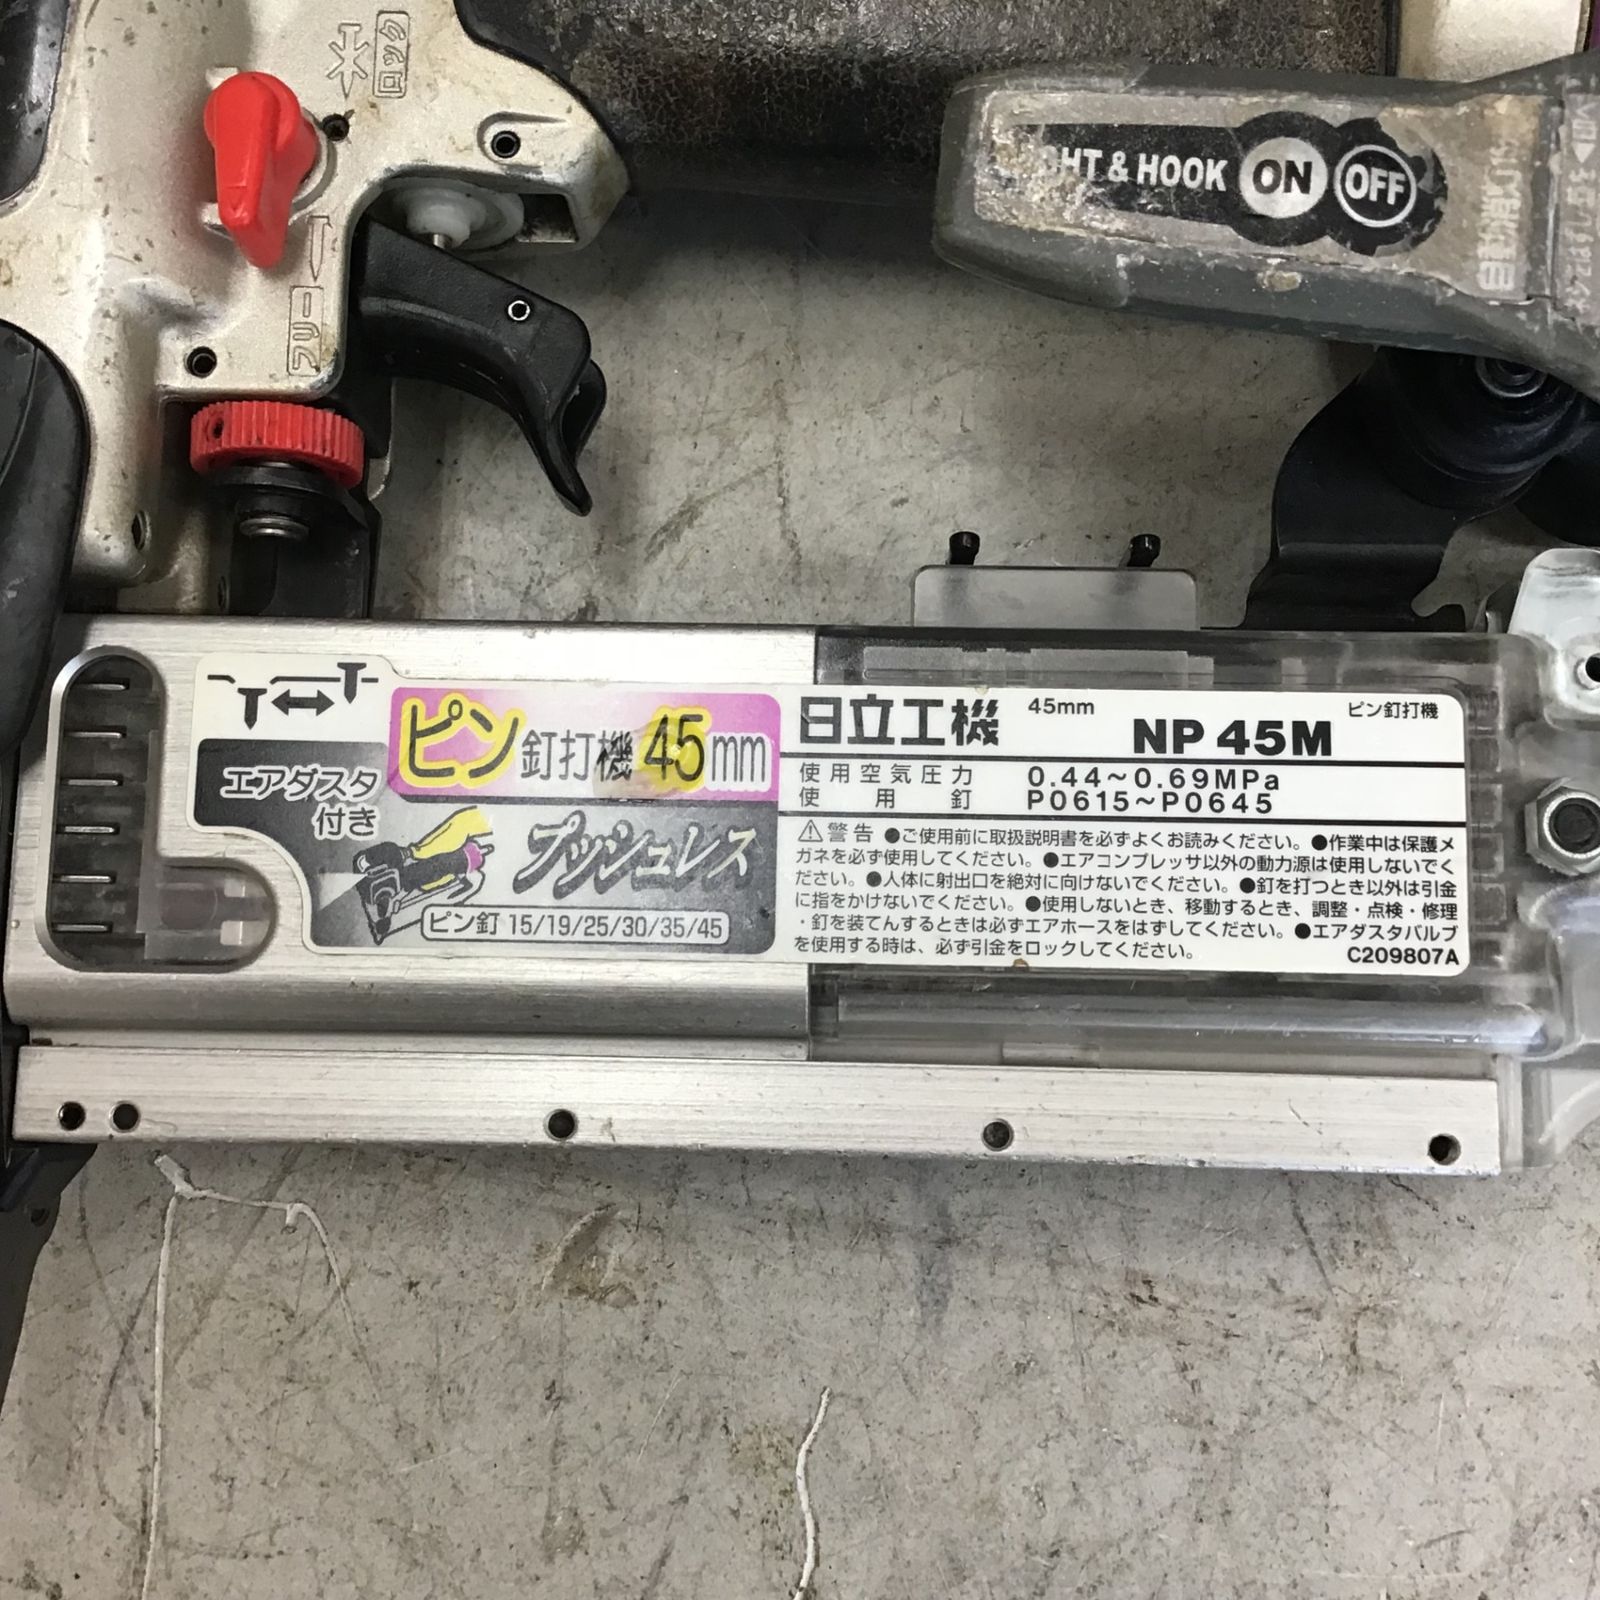 ロック
フリー
HT & HOOK ON OFF
エアダスタ
付き
ピン釘打機 45mm
プッシュレス
ピン釘 15/19/25/30/35/45
日立工機 45mm ピン釘打機
NP 45M
使用空気圧力 0.44～0.69MPa
使用釘 P0615～P0645
⚠警告 ●ご使用前に取扱説明書を必ずよくお読みください。●作業中は保護メ
ガネを必ず使用してください。●エアコンプレッサ以外の動力源は使用しないでく
ださい。●人体に射出口を絶対に向けないでください。●釘を打つとき以外は引金
に指をかけないでください。●使用しないとき、移動するとき、調整・点検・修理
・釘を装てんするときは必ずエアホースをはずしてください。●エアダスタバルブ
を使用する時は、必ず引金をロックしてください。
C209807A